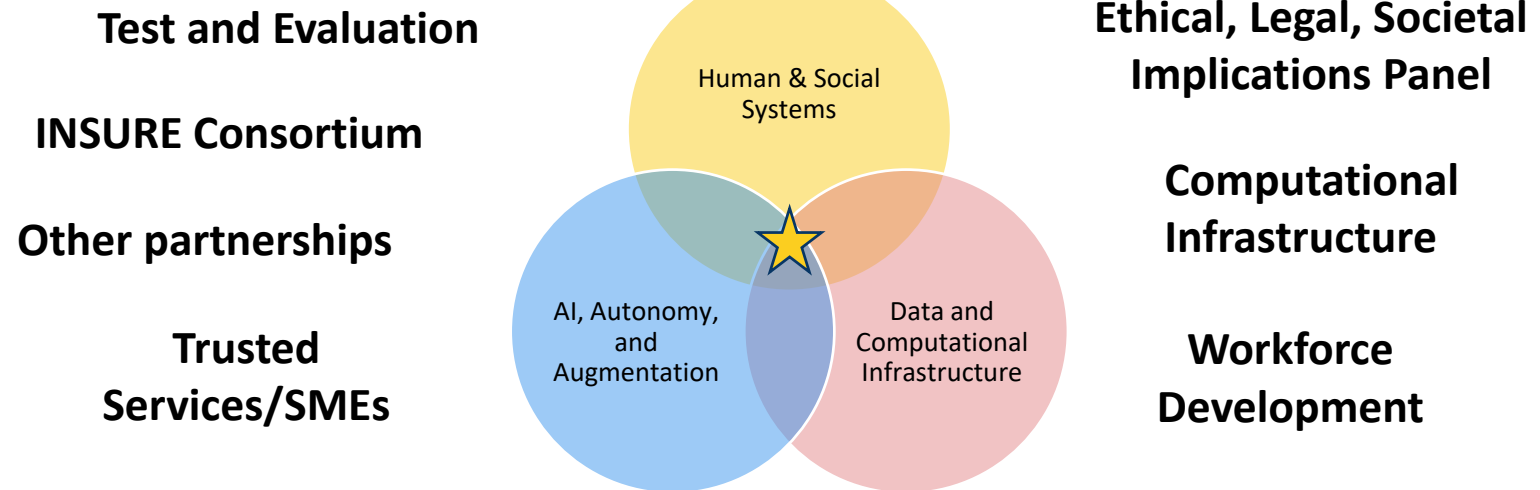 Test and Evaluation
INSURE Consortium
Other partnerships
Trusted
Services/SMEs
Human & Social
Systems
AI, Autonomy,
and
Augmentation
Data and
Computational
Infrastructure
Ethical, Legal, Societal
Implications Panel
Computational
Infrastructure
Workforce
Development